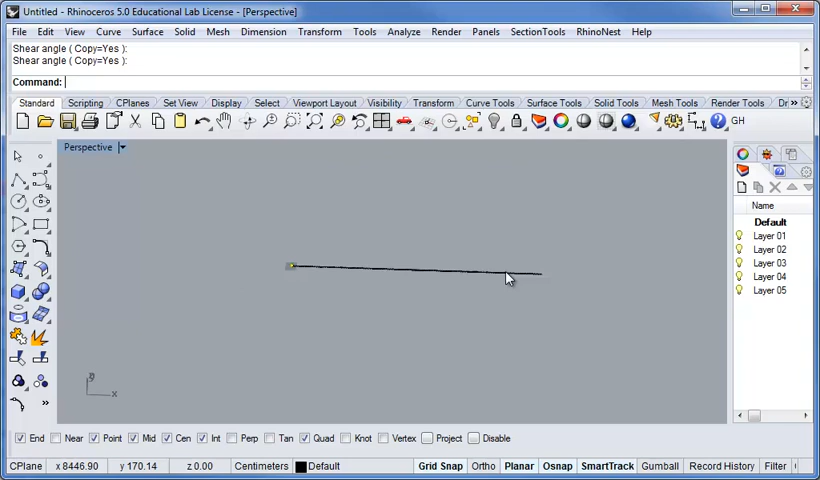 Untitled - Rhinoceros 5.0 Educational Lab License - [Perspective]
File Edit View Curve Surface Solid Mesh Dimension Transform Tools Analyze Render Panels SectionTools RhinoNest Help
Shear angle ( Copy=Yes ):
Shear angle ( Copy=Yes ):
Command:
Standard Scripting CPlanes Set View Display Select Viewport Layout Visibility Transform Curve Tools Surface Tools Solid Tools Mesh Tools Render Tools Dr »
GH
Perspective
Name
Default
Layer 01
Layer 02
Layer 03
Layer 04
Layer 05
y
x
End Near Point Mid Cen Int Perp Tan Quad Knot Vertex Project Disable
CPlane x 8446.90 y 170.14 z 0.00 Centimeters Default Grid Snap Ortho Planar Osnap SmartTrack Gumball Record History Filter